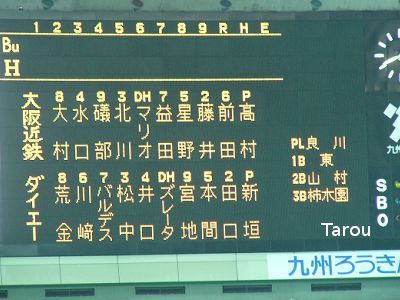 1 2 3 4 5 6 7 8 9 R H E
Bu
H
8 4 9 3 DH 7 5 2 6 P
大阪近鉄 大村 水口 礒部 北川 マリオ 益田 星野 藤井 前田 髙村
8 6 7 3 4 DH 9 5 2 P
ダイエー 荒金 川﨑 バルデス 松中 井口 ズレータ 宮地 本間 田口 新垣
PL 良川
1B 東
2B 山村
3B 柿木園
S
B
O
九州
Tarou
九州ろうきん